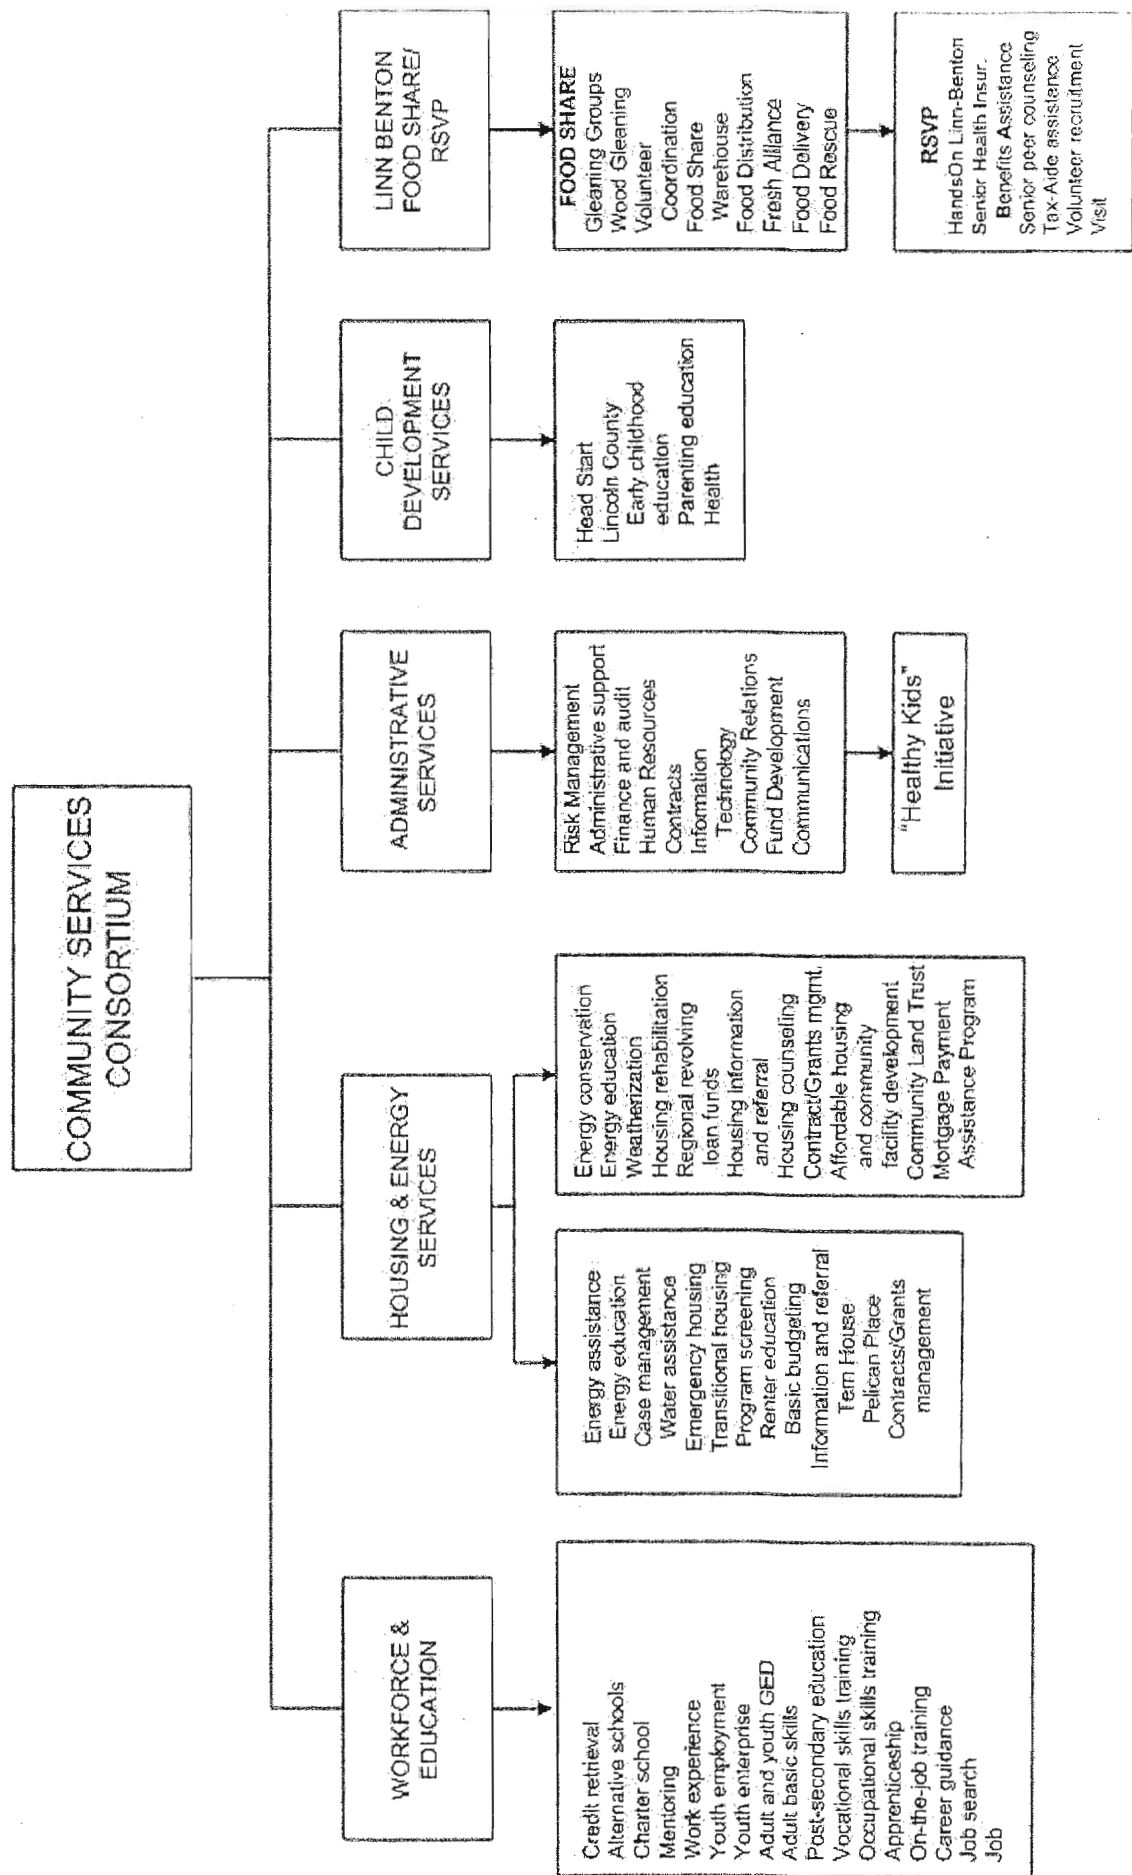 COMMUNITY SERVICES
CONSORTIUM
WORKFORCE &
EDUCATION
Credit retrieval
Alternative schools
Charter school
Mentoring
Work experience
Youth employment
Youth enterprise
Adult and youth GED
Adult basic skills
Post-secondary education
Vocational skills training
Occupational skills training
Apprenticeship
On-the-job training
Career guidance
Job search
Job
HOUSING & ENERGY
SERVICES
Energy assistance
Energy education
Case management
Water assistance
Emergency housing
Transitional housing
Program screening
Renter education
Basic budgeting
Information and referral
Tern House
Pelican Place
Contracts/Grants
management
Energy conservation
Energy education
Weatherization
Housing rehabilitation
Regional revolving
loan funds
Housing information
and referral
Housing counseling
Contract/Grants mgmt.
Affordable housing
and community
facility development
Community Land Trust
Mortgage Payment
Assistance Program
ADMINISTRATIVE
SERVICES
Risk Management
Administrative support
Finance and audit
Human Resources
Contracts
Information
Technology
Community Relations
Fund Development
Communications
"Healthy Kids"
Initiative
CHILD
DEVELOPMENT
SERVICES
Head Start
Lincoln County
Early childhood
education
Parenting education
Health
LINN BENTON
FOOD SHARE/
RSVP
FOOD SHARE
Gleaning Groups
Wood Gleaning
Volunteer
Coordination
Food Share
Warehouse
Food Distribution
Fresh Alliance
Food Delivery
Food Rescue
RSVP
HandsOn Linn-Benton
Senior Health Insur.
Benefits Assistance
Senior peer counseling
Tax-Aide assistance
Volunteer recruitment
Visit